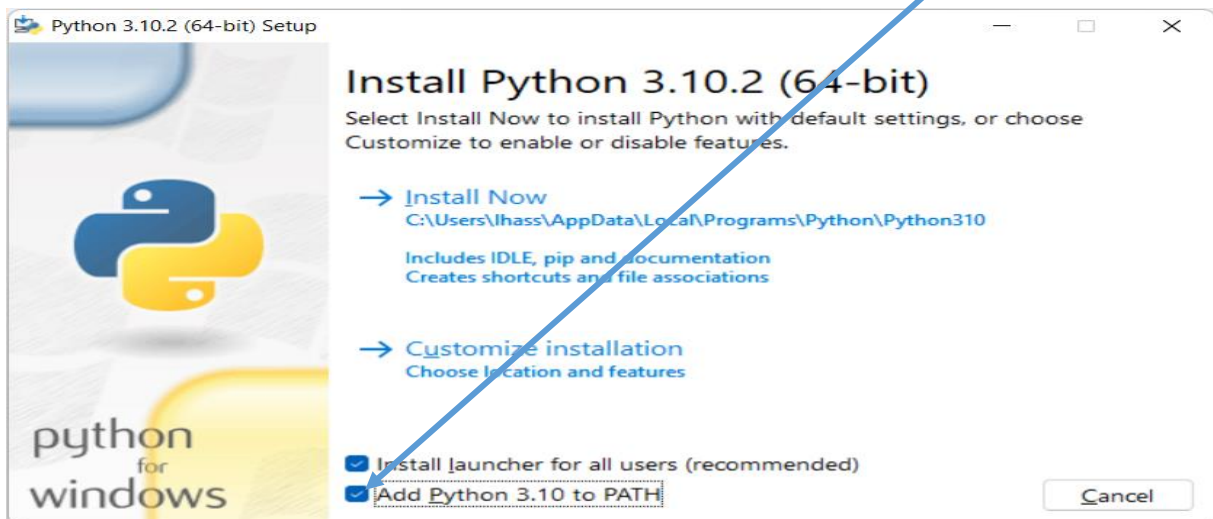 Python 3.10.2 (64-bit) Setup
Install Python 3.10.2 (64-bit)
Select Install Now to install Python with default settings, or choose
Customize to enable or disable features.
Install Now
C:\Users\lhass\AppData\Local\Programs\Python\Python310
Includes IDLE, pip and documentation
Creates shortcuts and file associations
Customize installation
Choose location and features
python
for
windows
Install launcher for all users (recommended)
Add Python 3.10 to PATH
Cancel